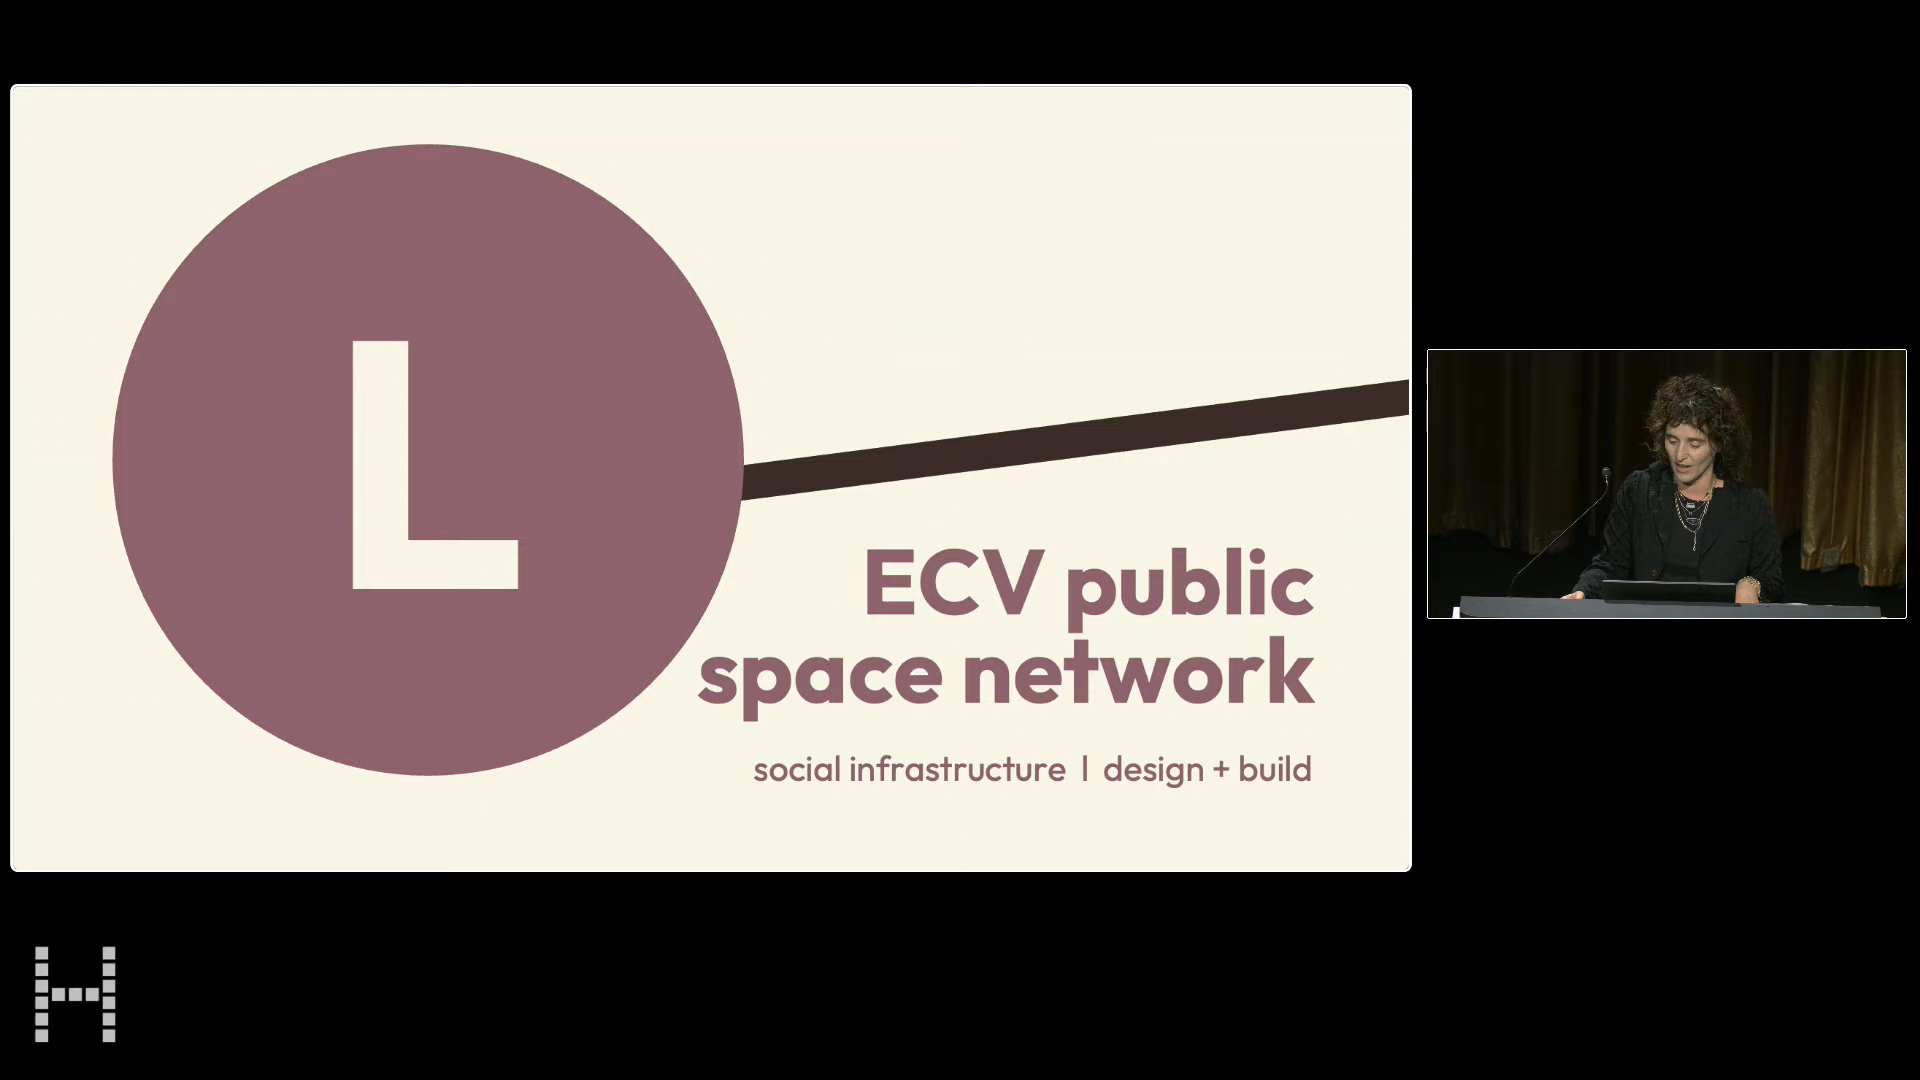 L
ECV public
space network
social infrastructure | design + build
H